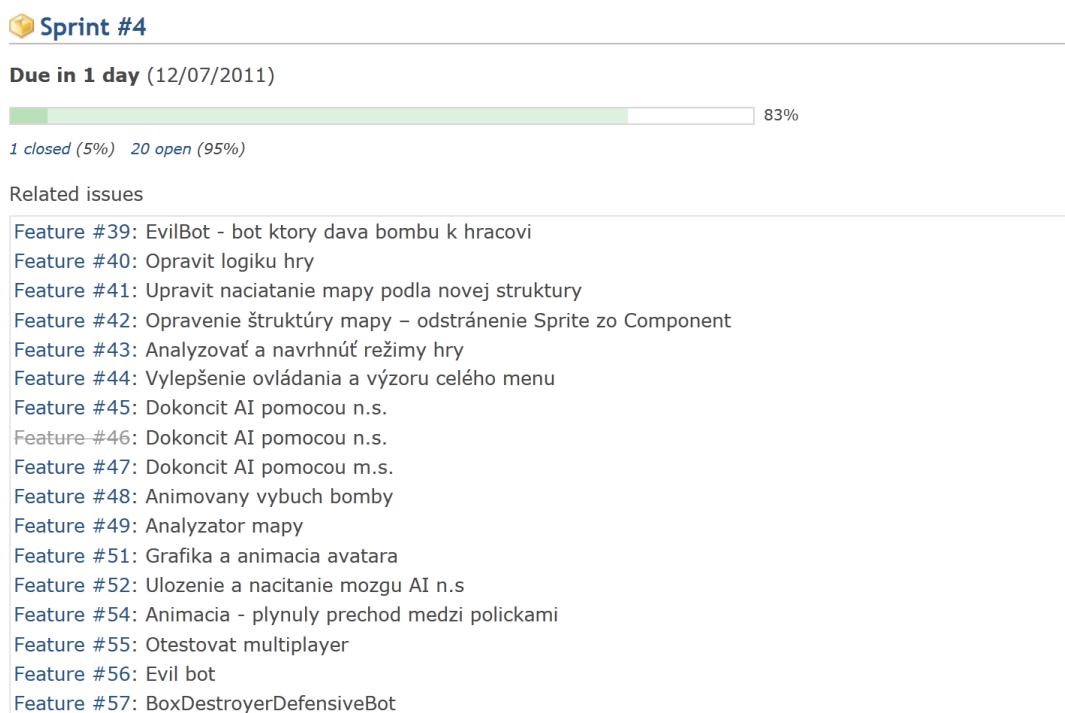 Sprint #4
Due in 1 day (12/07/2011)
83%
1 closed (5%) 20 open (95%)
Related issues
Feature #39: EvilBot - bot ktory dava bombu k hracovi
Feature #40: Opravit logiku hry
Feature #41: Upravit naciatanie mapy podla novej struktury
Feature #42: Opravenie štruktúry mapy – odstránenie Sprite zo Component
Feature #43: Analyzovať a navrhnúť režimy hry
Feature #44: Vylepšenie ovládania a výzoru celého menu
Feature #45: Dokoncit AI pomocou n.s.
Feature #46: Dokoncit AI pomocou n.s.
Feature #47: Dokoncit AI pomocou m.s.
Feature #48: Animovany vybuch bomby
Feature #49: Analyzator mapy
Feature #51: Grafika a animacia avatara
Feature #52: Ulozenie a nacitanie mozgu AI n.s
Feature #54: Animacia - plynuly prechod medzi polickami
Feature #55: Otestovat multiplayer
Feature #56: Evil bot
Feature #57: BoxDestroyerDefensiveBot